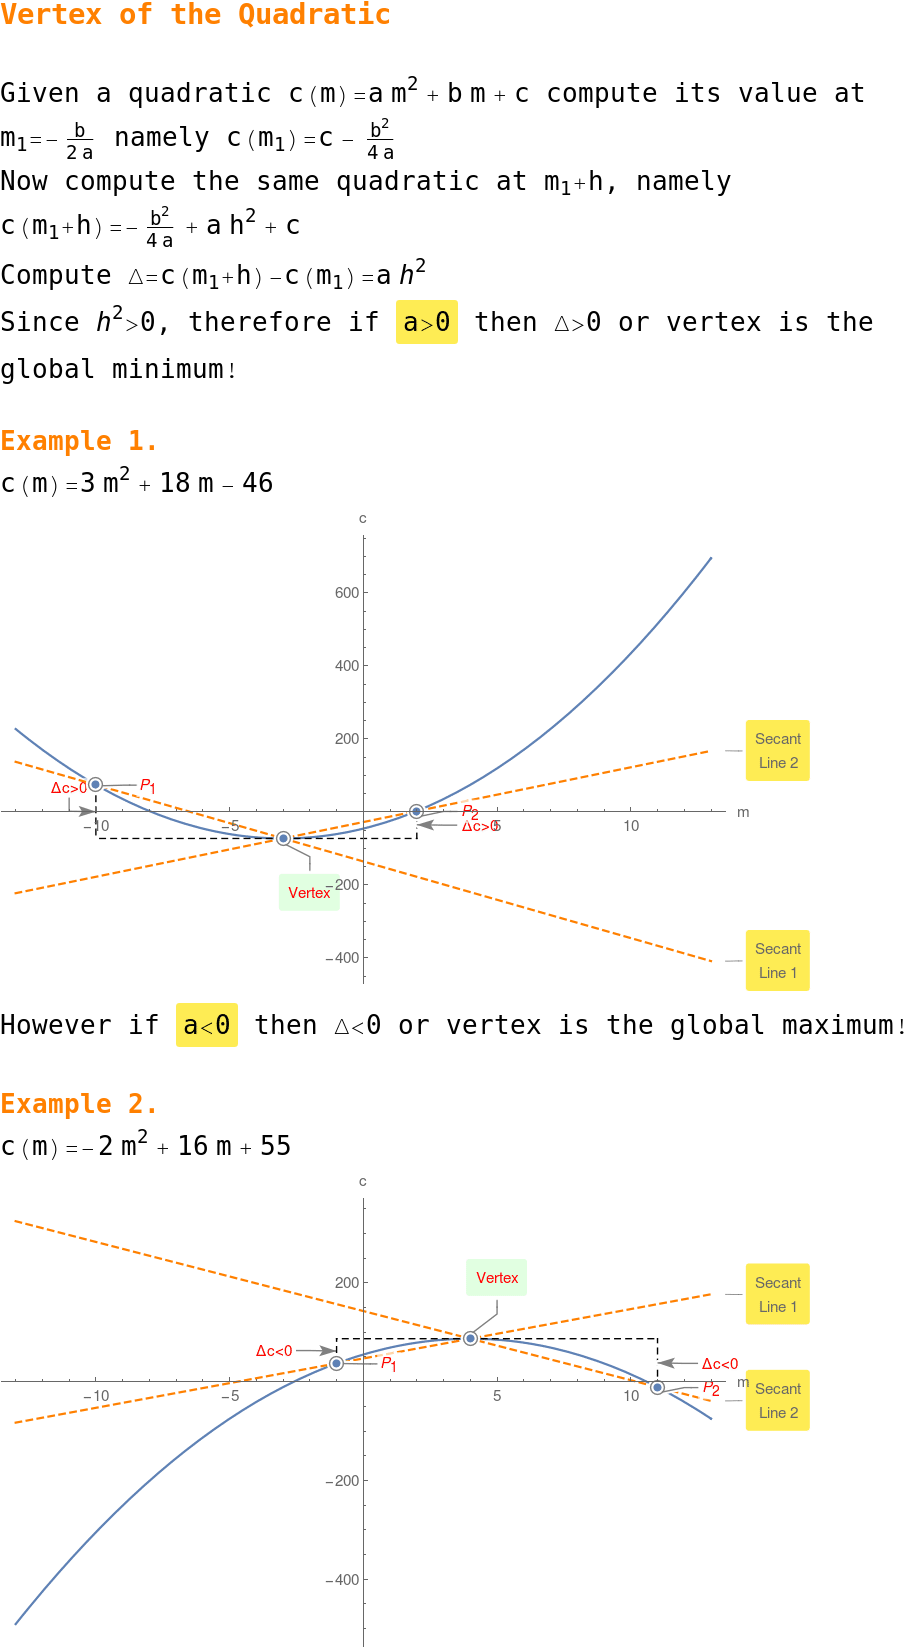 Vertex of the Quadratic
Given a quadratic c(m)=a m² + b m + c compute its value at
m₁=- b/(2 a) namely c(m₁)=c - b²/(4 a)
Now compute the same quadratic at m₁+h, namely
c(m₁+h)=- b²/(4 a) + a h² + c
Compute Δ=c(m₁+h)-c(m₁)=a h²
Since h²>0, therefore if a>0 then Δ>0 or vertex is the
global minimum!
Example 1.
c(m)=3 m² + 18 m - 46
c
600
400
200
Secant
Line 2
Δc>0
P₁
P₂
m
-10
-5
Δc>0
5
10
Vertex
-200
Secant
Line 1
-400
However if a<0 then Δ<0 or vertex is the global maximum!
Example 2.
c(m)=-2 m² + 16 m + 55
c
Vertex
200
Secant
Line 1
Δc<0
P₁
Δc<0
P₂
m
-10
-5
5
10
Secant
Line 2
-200
-400